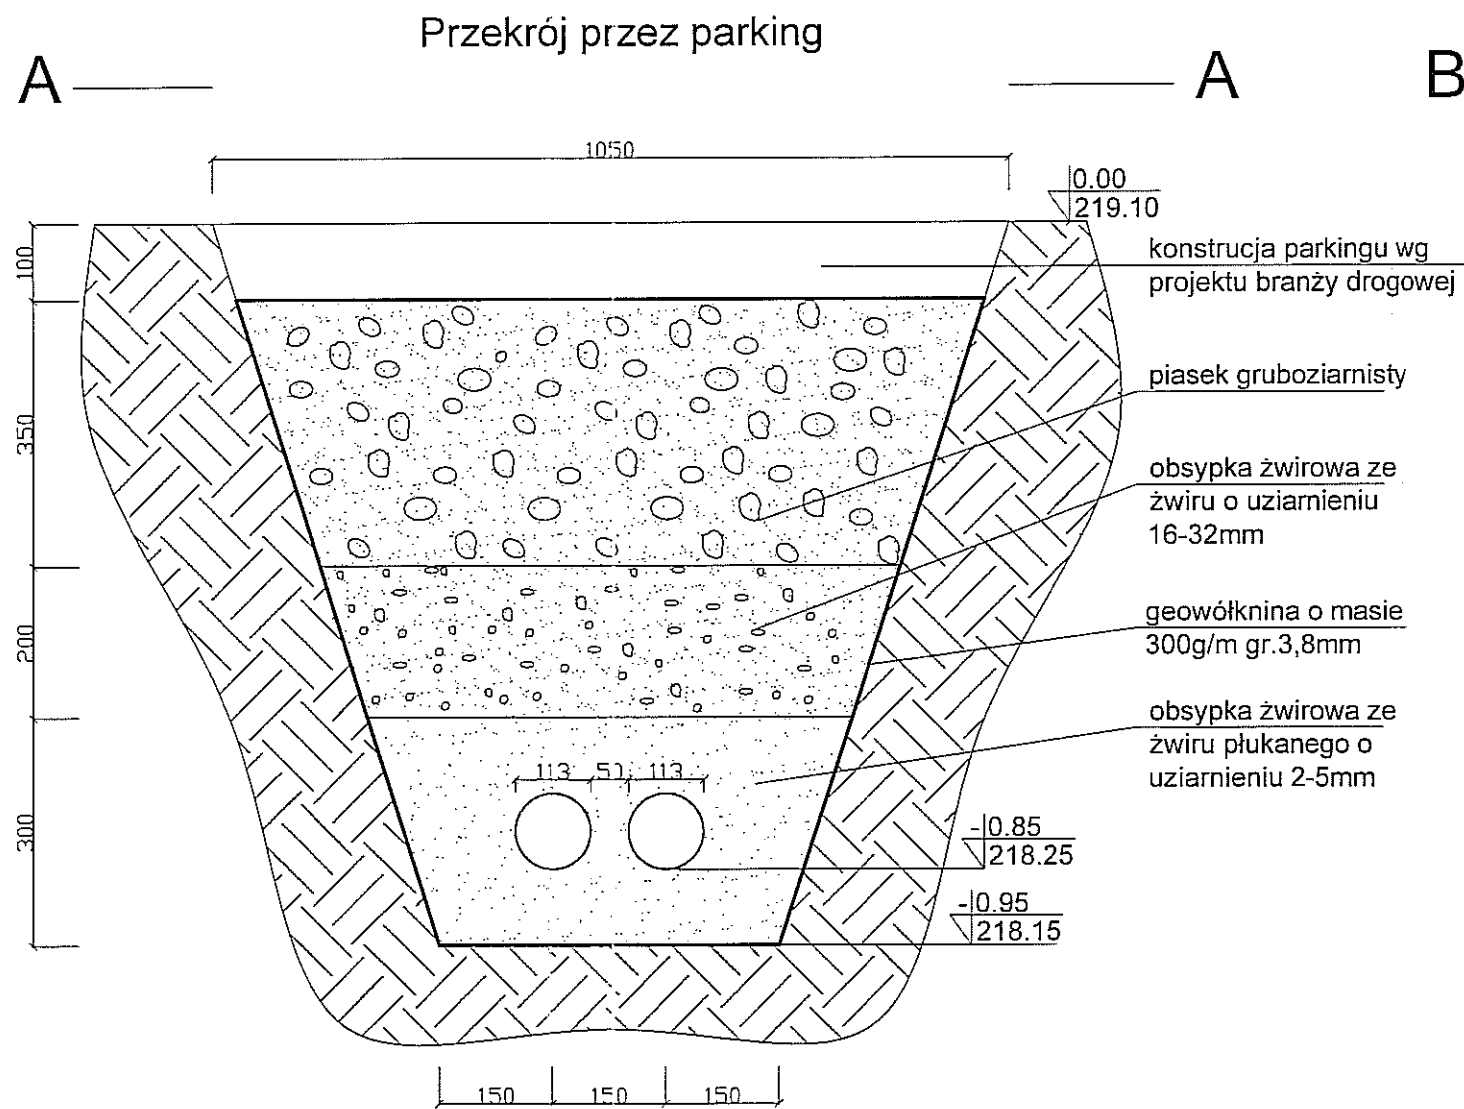 Przekrój przez parking
A
A
B
1050
0.00
219.10
100
konstrucja parkingu wg
projektu branży drogowej
350
piasek gruboziarnisty
obsypka żwirowa ze
żwiru o uziarnieniu
16-32mm
200
geowółknina o masie
300g/m gr.3,8mm
obsypka żwirowa ze
żwiru płukanego o
uziarnieniu 2-5mm
113 50 113
300
-0.85
218.25
-0.95
218.15
150 150 150